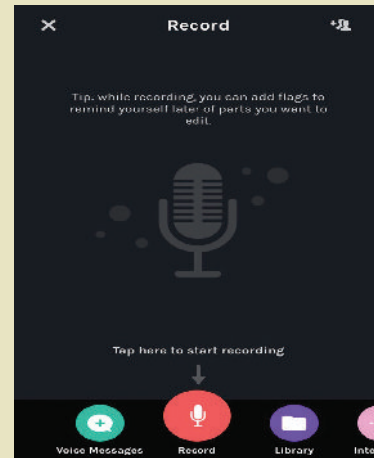 Record
Tip. while recording, you can add flags to
remind yourself later of parts you want to
edit.
Tap here to start recording
Voice Messages Record Library Inte